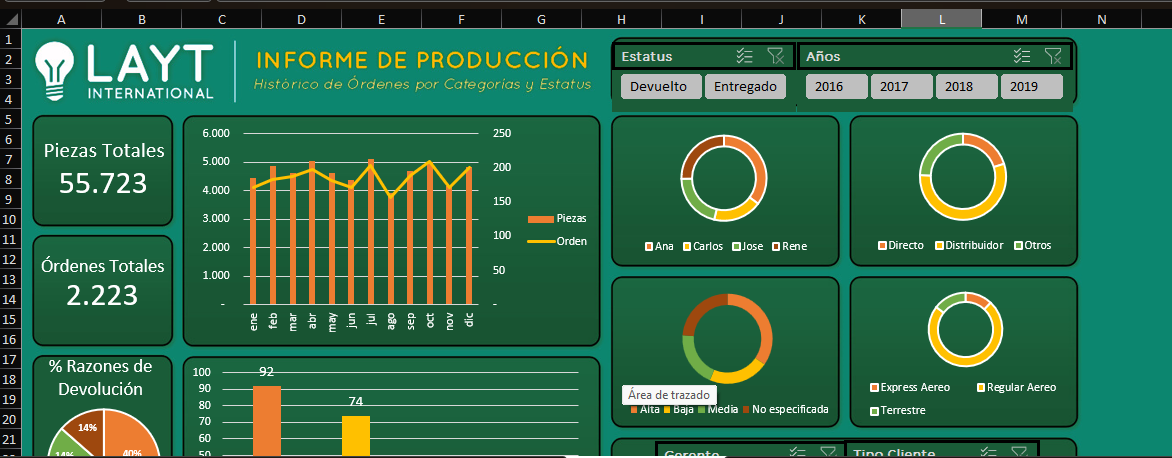 A B C D E F G H I J K L M N
1
2
3
4
5
6
7
8
9
10
11
12
13
14
15
16
17
18
19
20
21
LAYT
INTERNATIONAL
INFORME DE PRODUCCIÓN
Histórico de Órdenes por Categorias y Estatus
Estatus
Devuelto Entregado
Años
2016 2017 2018 2019
Piezas Totales
55.723
Órdenes Totales
2.223
6.000
5.000
4.000
3.000
2.000
1.000
-
250
200
150
100
50
-
ene feb mar abr may jun jul ago sep oct nov dic
Piezas
Orden
Ana Carlos Jose Rene
Directo Distribuidor Otros
Área de trazado
Alta Baja Media No especificada
Express Aereo Regular Aereo
Terrestre
% Razones de
Devolución
14%
40%
14%
100
90
80
70
60
50
92
74
Gerente
Tipo Cliente